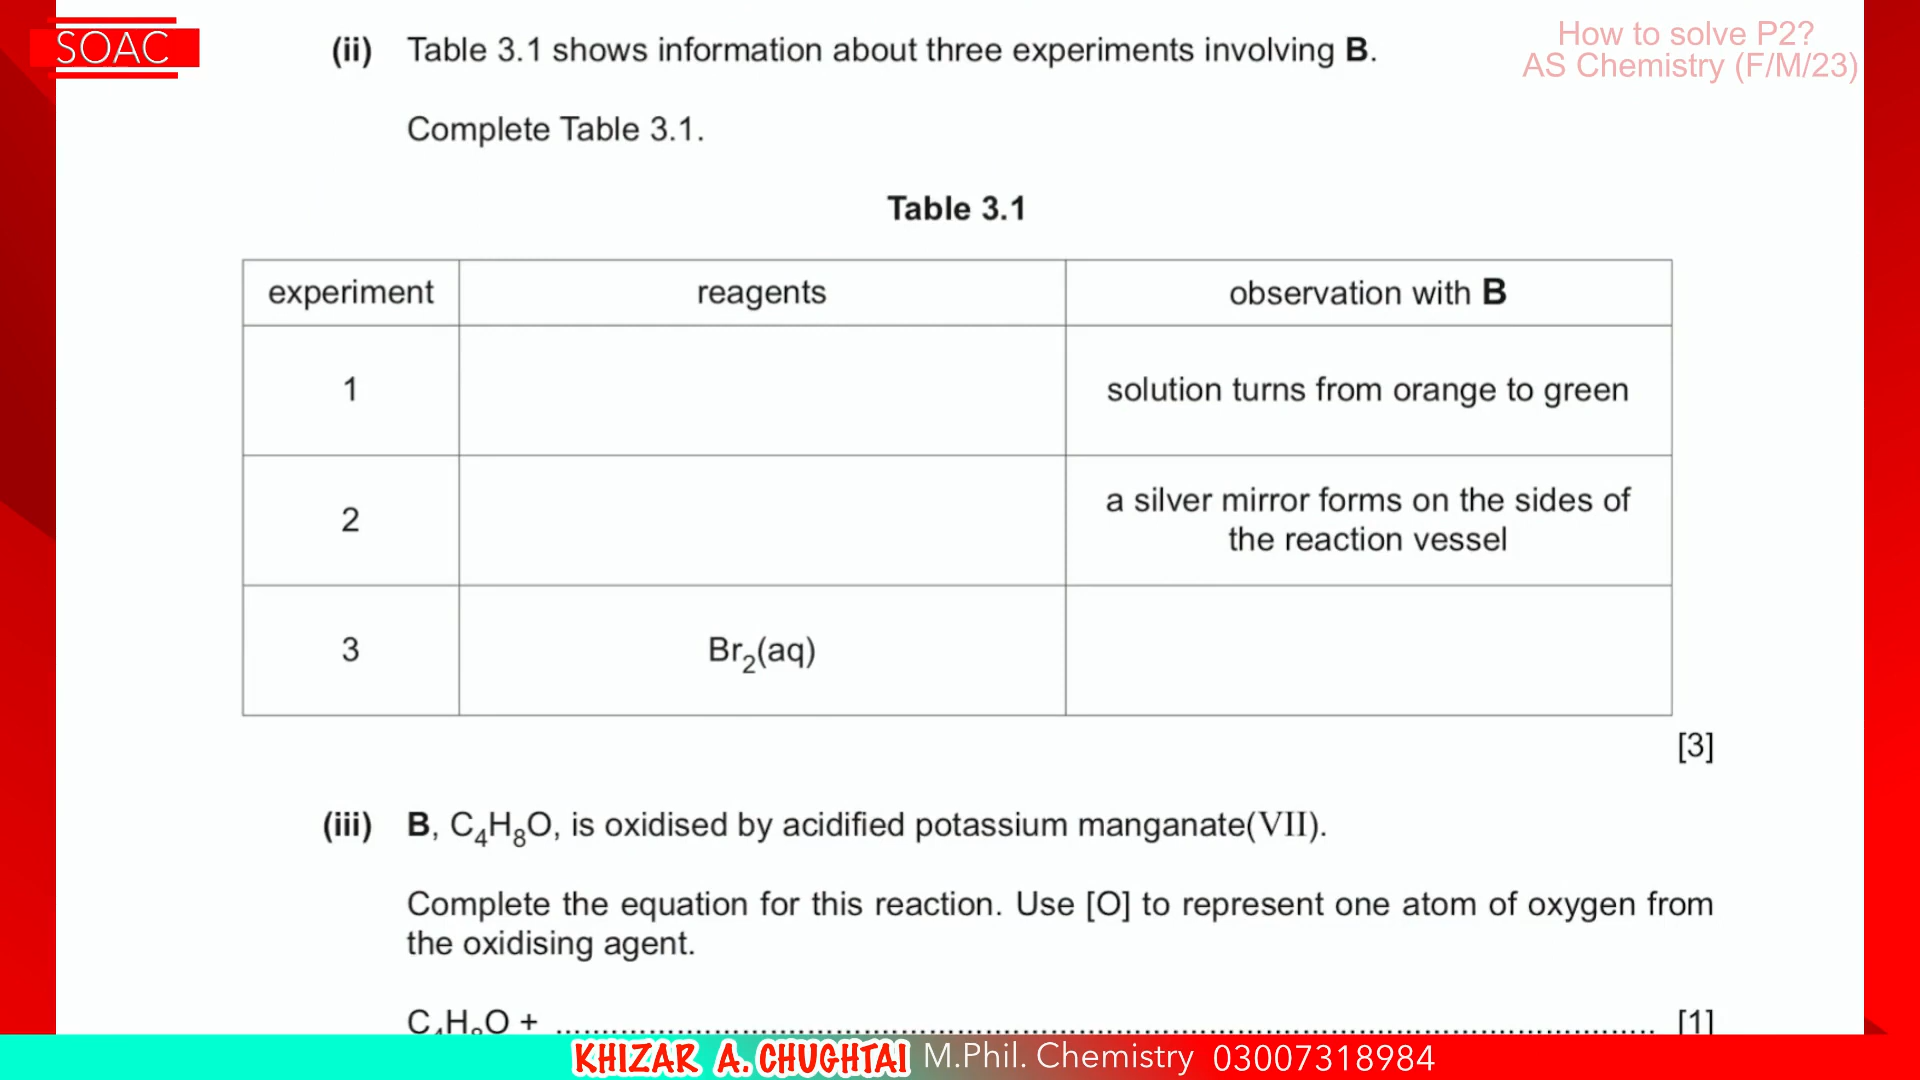 SOAC
How to solve P2?
AS Chemistry (F/M/23)
(ii) Table 3.1 shows information about three experiments involving B.
Complete Table 3.1.
Table 3.1
experiment reagents observation with B
1 solution turns from orange to green
2 a silver mirror forms on the sides of
the reaction vessel
3 Br₂(aq)
[3]
(iii) B, C₄H₈O, is oxidised by acidified potassium manganate(VII).
Complete the equation for this reaction. Use [O] to represent one atom of oxygen from
the oxidising agent.
C₄H₈O + ........................................................................................................ [1]
KHIZAR A. CHUGHTAI M.Phil. Chemistry 03007318984